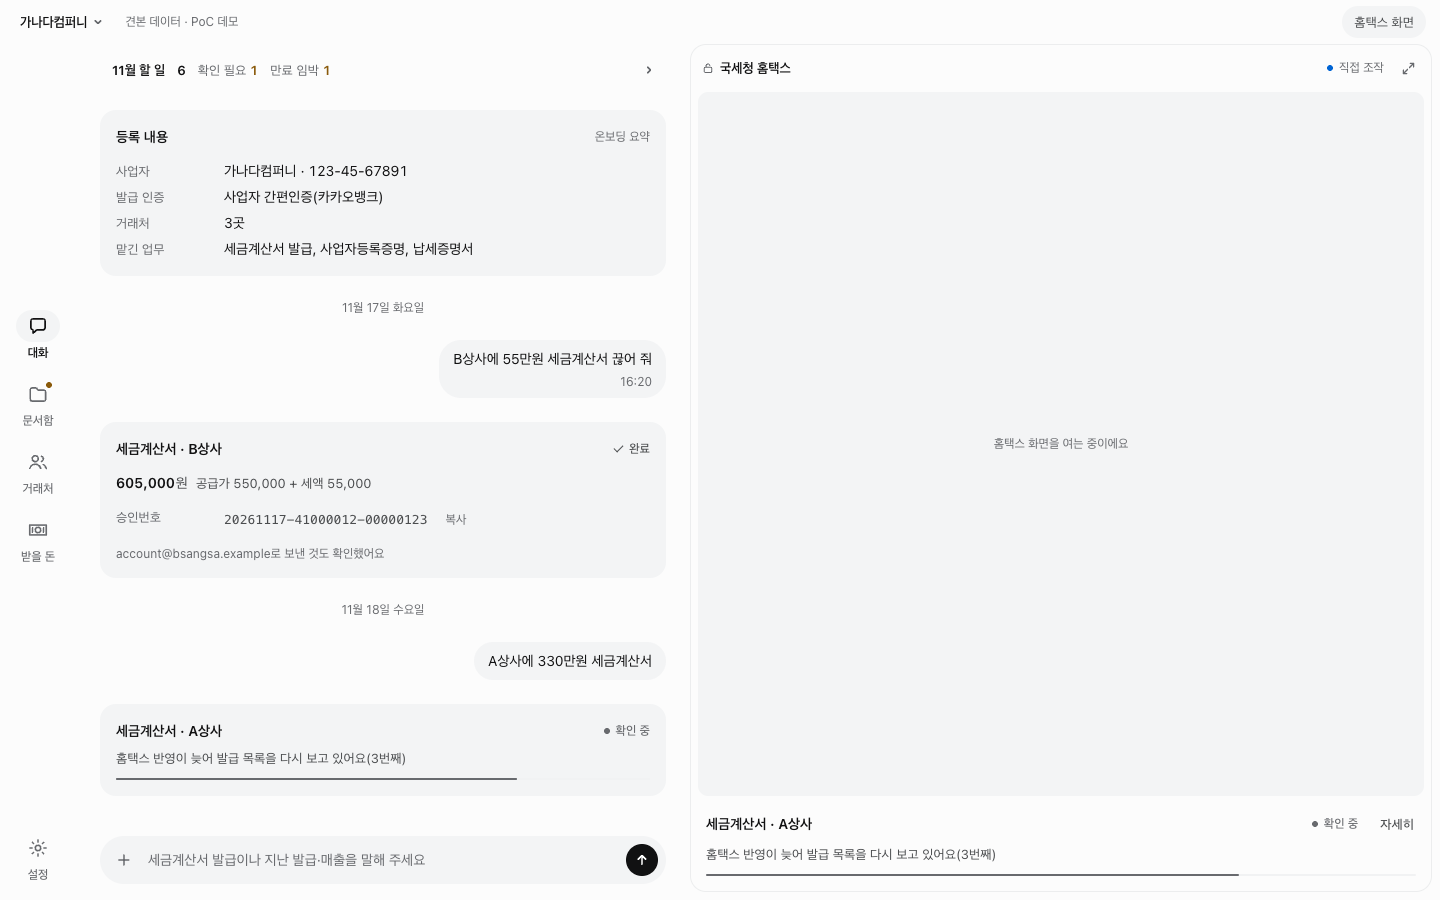 가나다컴퍼니
견본 데이터 · PoC 데모
홈택스 화면
11월 할 일 6 확인 필요 1 만료 임박 1
등록 내용
온보딩 요약
사업자 가나다컴퍼니 · 123-45-67891
발급 인증 사업자 간편인증(카카오뱅크)
거래처 3곳
맡긴 업무 세금계산서 발급, 사업자등록증명, 납세증명서
11월 17일 화요일
B상사에 55만원 세금계산서 끊어 줘
16:20
세금계산서 · B상사
완료
605,000원 공급가 550,000 + 세액 55,000
승인번호 20261117-41000012-00000123 복사
account@bsangsa.example로 보낸 것도 확인했어요
11월 18일 수요일
A상사에 330만원 세금계산서
세금계산서 · A상사
확인 중
홈택스 반영이 늦어 발급 목록을 다시 보고 있어요(3번째)
세금계산서 발급이나 지난 발급·매출을 말해 주세요
대화
문서함
거래처
받을 돈
설정
국세청 홈택스
직접 조작
홈택스 화면을 여는 중이에요
세금계산서 · A상사
확인 중
자세히
홈택스 반영이 늦어 발급 목록을 다시 보고 있어요(3번째)